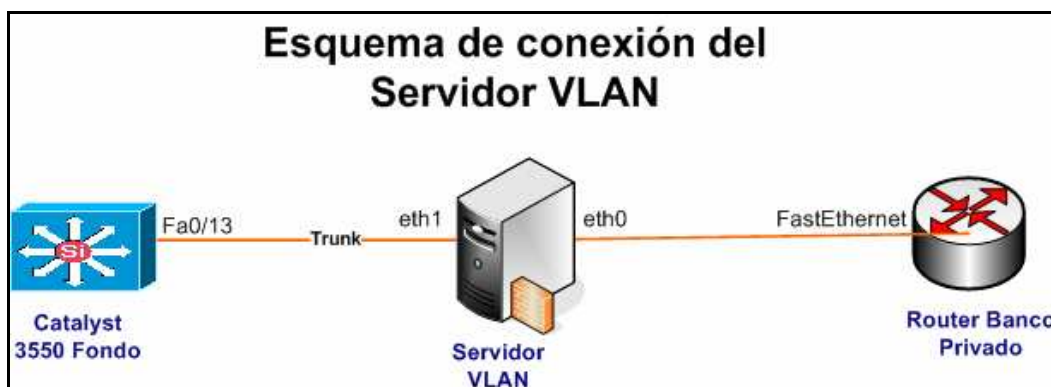 Esquema de conexión del
Servidor VLAN
Fa0/13
Trunk
eth1
eth0
FastEthernet
Si
Catalyst
3550 Fondo
Servidor
VLAN
Router Banco
Privado